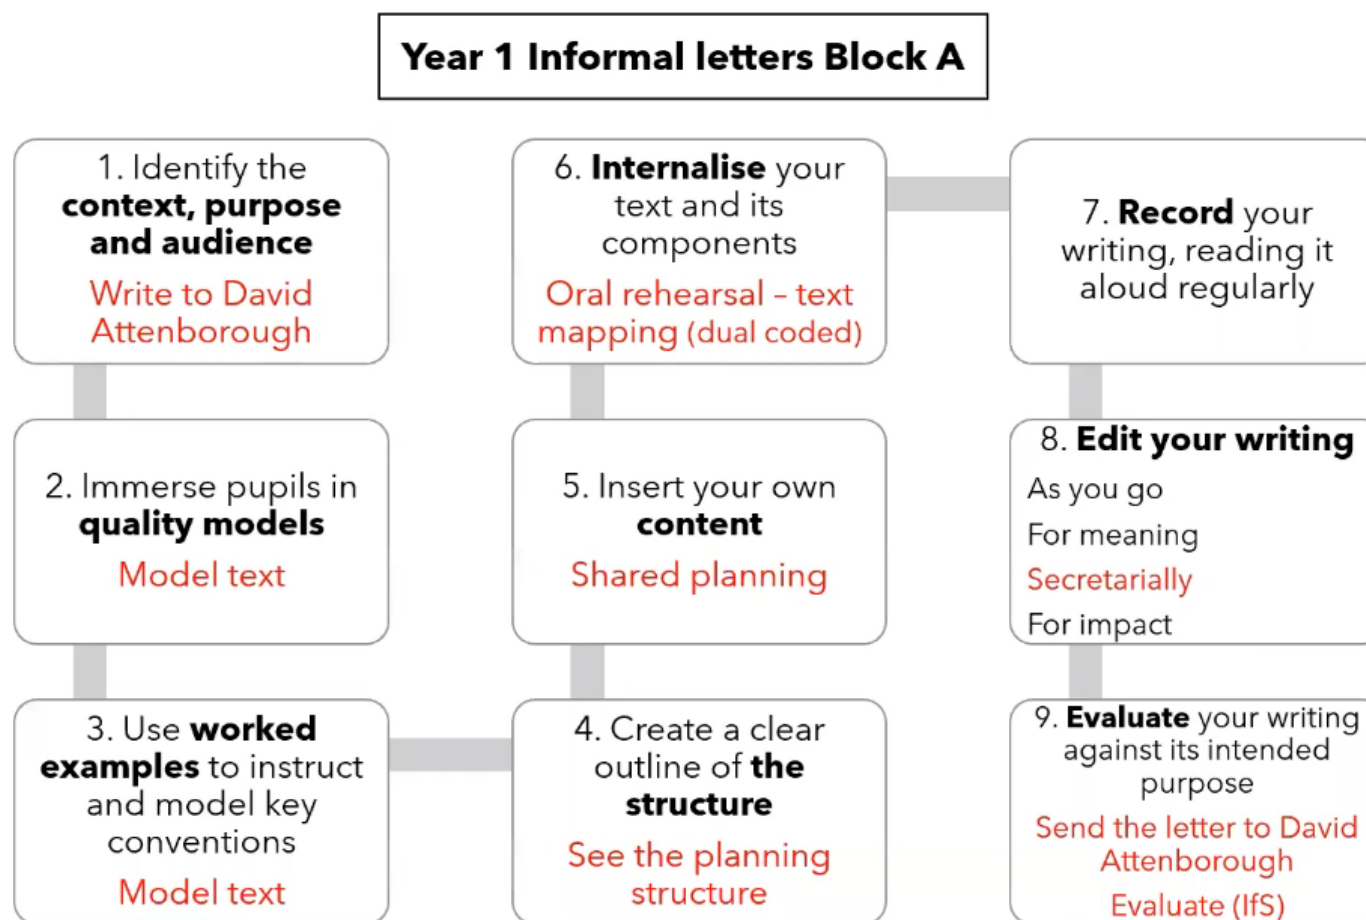 Year 1 Informal letters Block A
1. Identify the
context, purpose
and audience
Write to David
Attenborough
2. Immerse pupils in
quality models
Model text
3. Use worked
examples to instruct
and model key
conventions
Model text
4. Create a clear
outline of the
structure
See the planning
structure
5. Insert your own
content
Shared planning
6. Internalise your
text and its
components
Oral rehearsal – text
mapping (dual coded)
7. Record your
writing, reading it
aloud regularly
8. Edit your writing
As you go
For meaning
Secretarially
For impact
9. Evaluate your writing
against its intended
purpose
Send the letter to David
Attenborough
Evaluate (IfS)